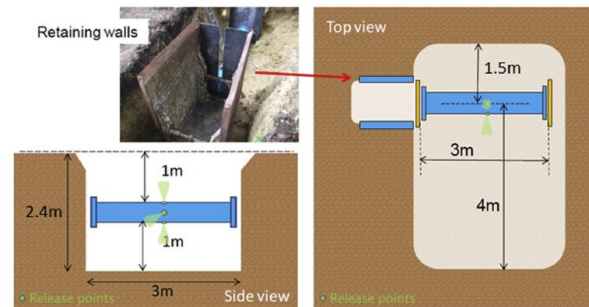 Retaining walls
Top view
1.5m
3m
4m
1m
2.4m
1m
Release points
Side view
3m
Release points